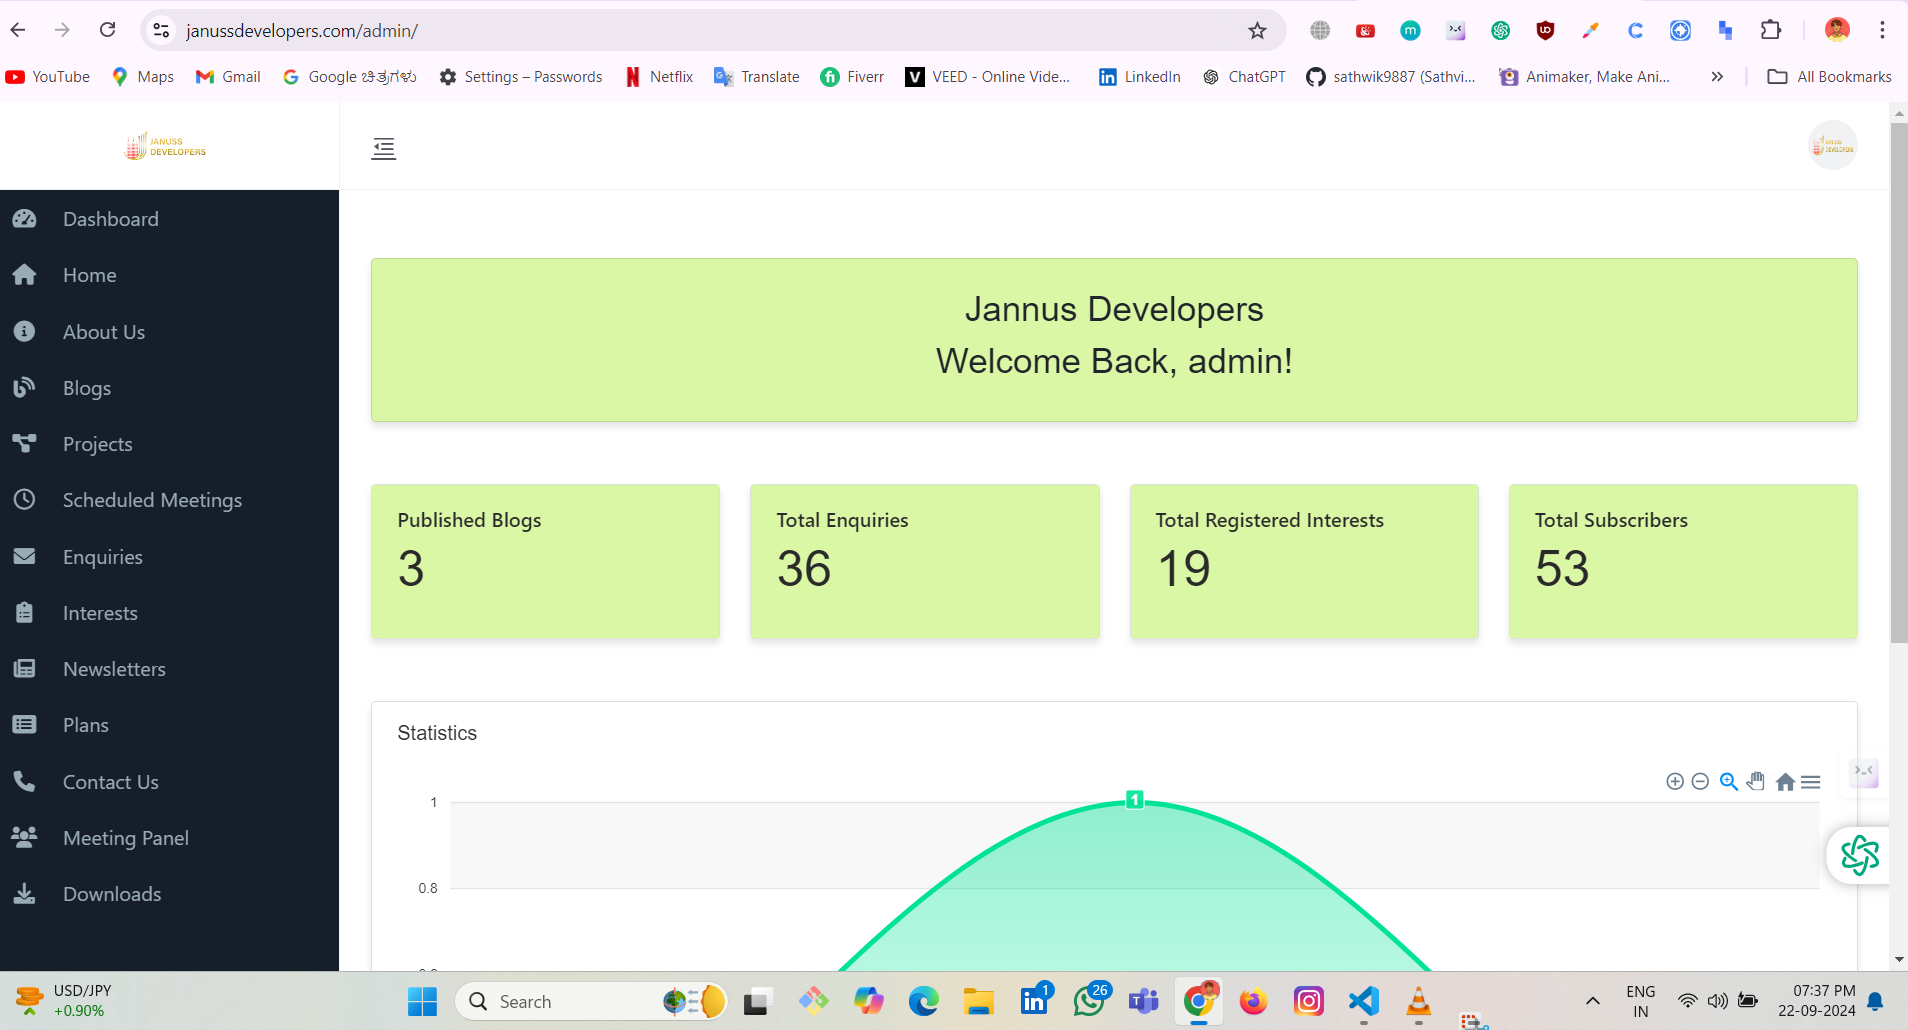 janussdevelopers.com/admin/
YouTube
Maps
Gmail
Google ಚಿತ್ರಗಳು
Settings – Passwords
Netflix
Translate
Fiverr
VEED - Online Vide...
LinkedIn
ChatGPT
sathwik9887 (Sathvi...
Animaker, Make Ani...
»
All Bookmarks
JANUSS
DEVELOPERS
Dashboard
Home
About Us
Blogs
Projects
Scheduled Meetings
Enquiries
Interests
Newsletters
Plans
Contact Us
Meeting Panel
Downloads
Jannus Developers
Welcome Back, admin!
Published Blogs
3
Total Enquiries
36
Total Registered Interests
19
Total Subscribers
53
Statistics
1
1
0.8
USD/JPY
+0.90%
Search
1
26
ENG
IN
07:37 PM
22-09-2024